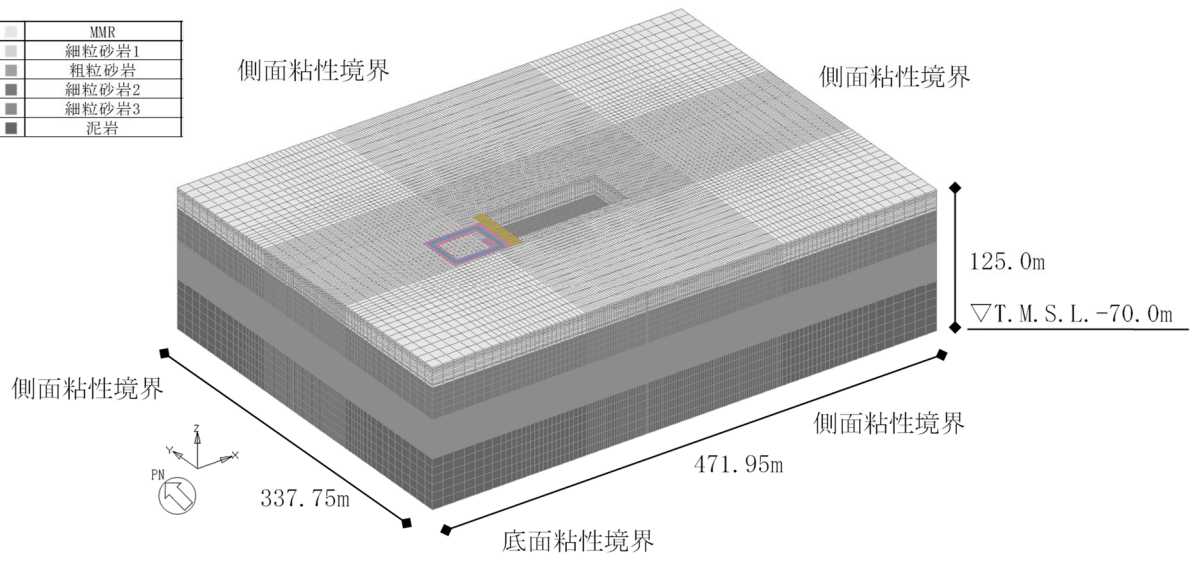 MMR
細粒砂岩1
粗粒砂岩
細粒砂岩2
細粒砂岩3
泥岩
側面粘性境界
側面粘性境界
125.0m
▽T.M.S.L.-70.0m
側面粘性境界
側面粘性境界
471.95m
337.75m
底面粘性境界
Z
Y
X
PN